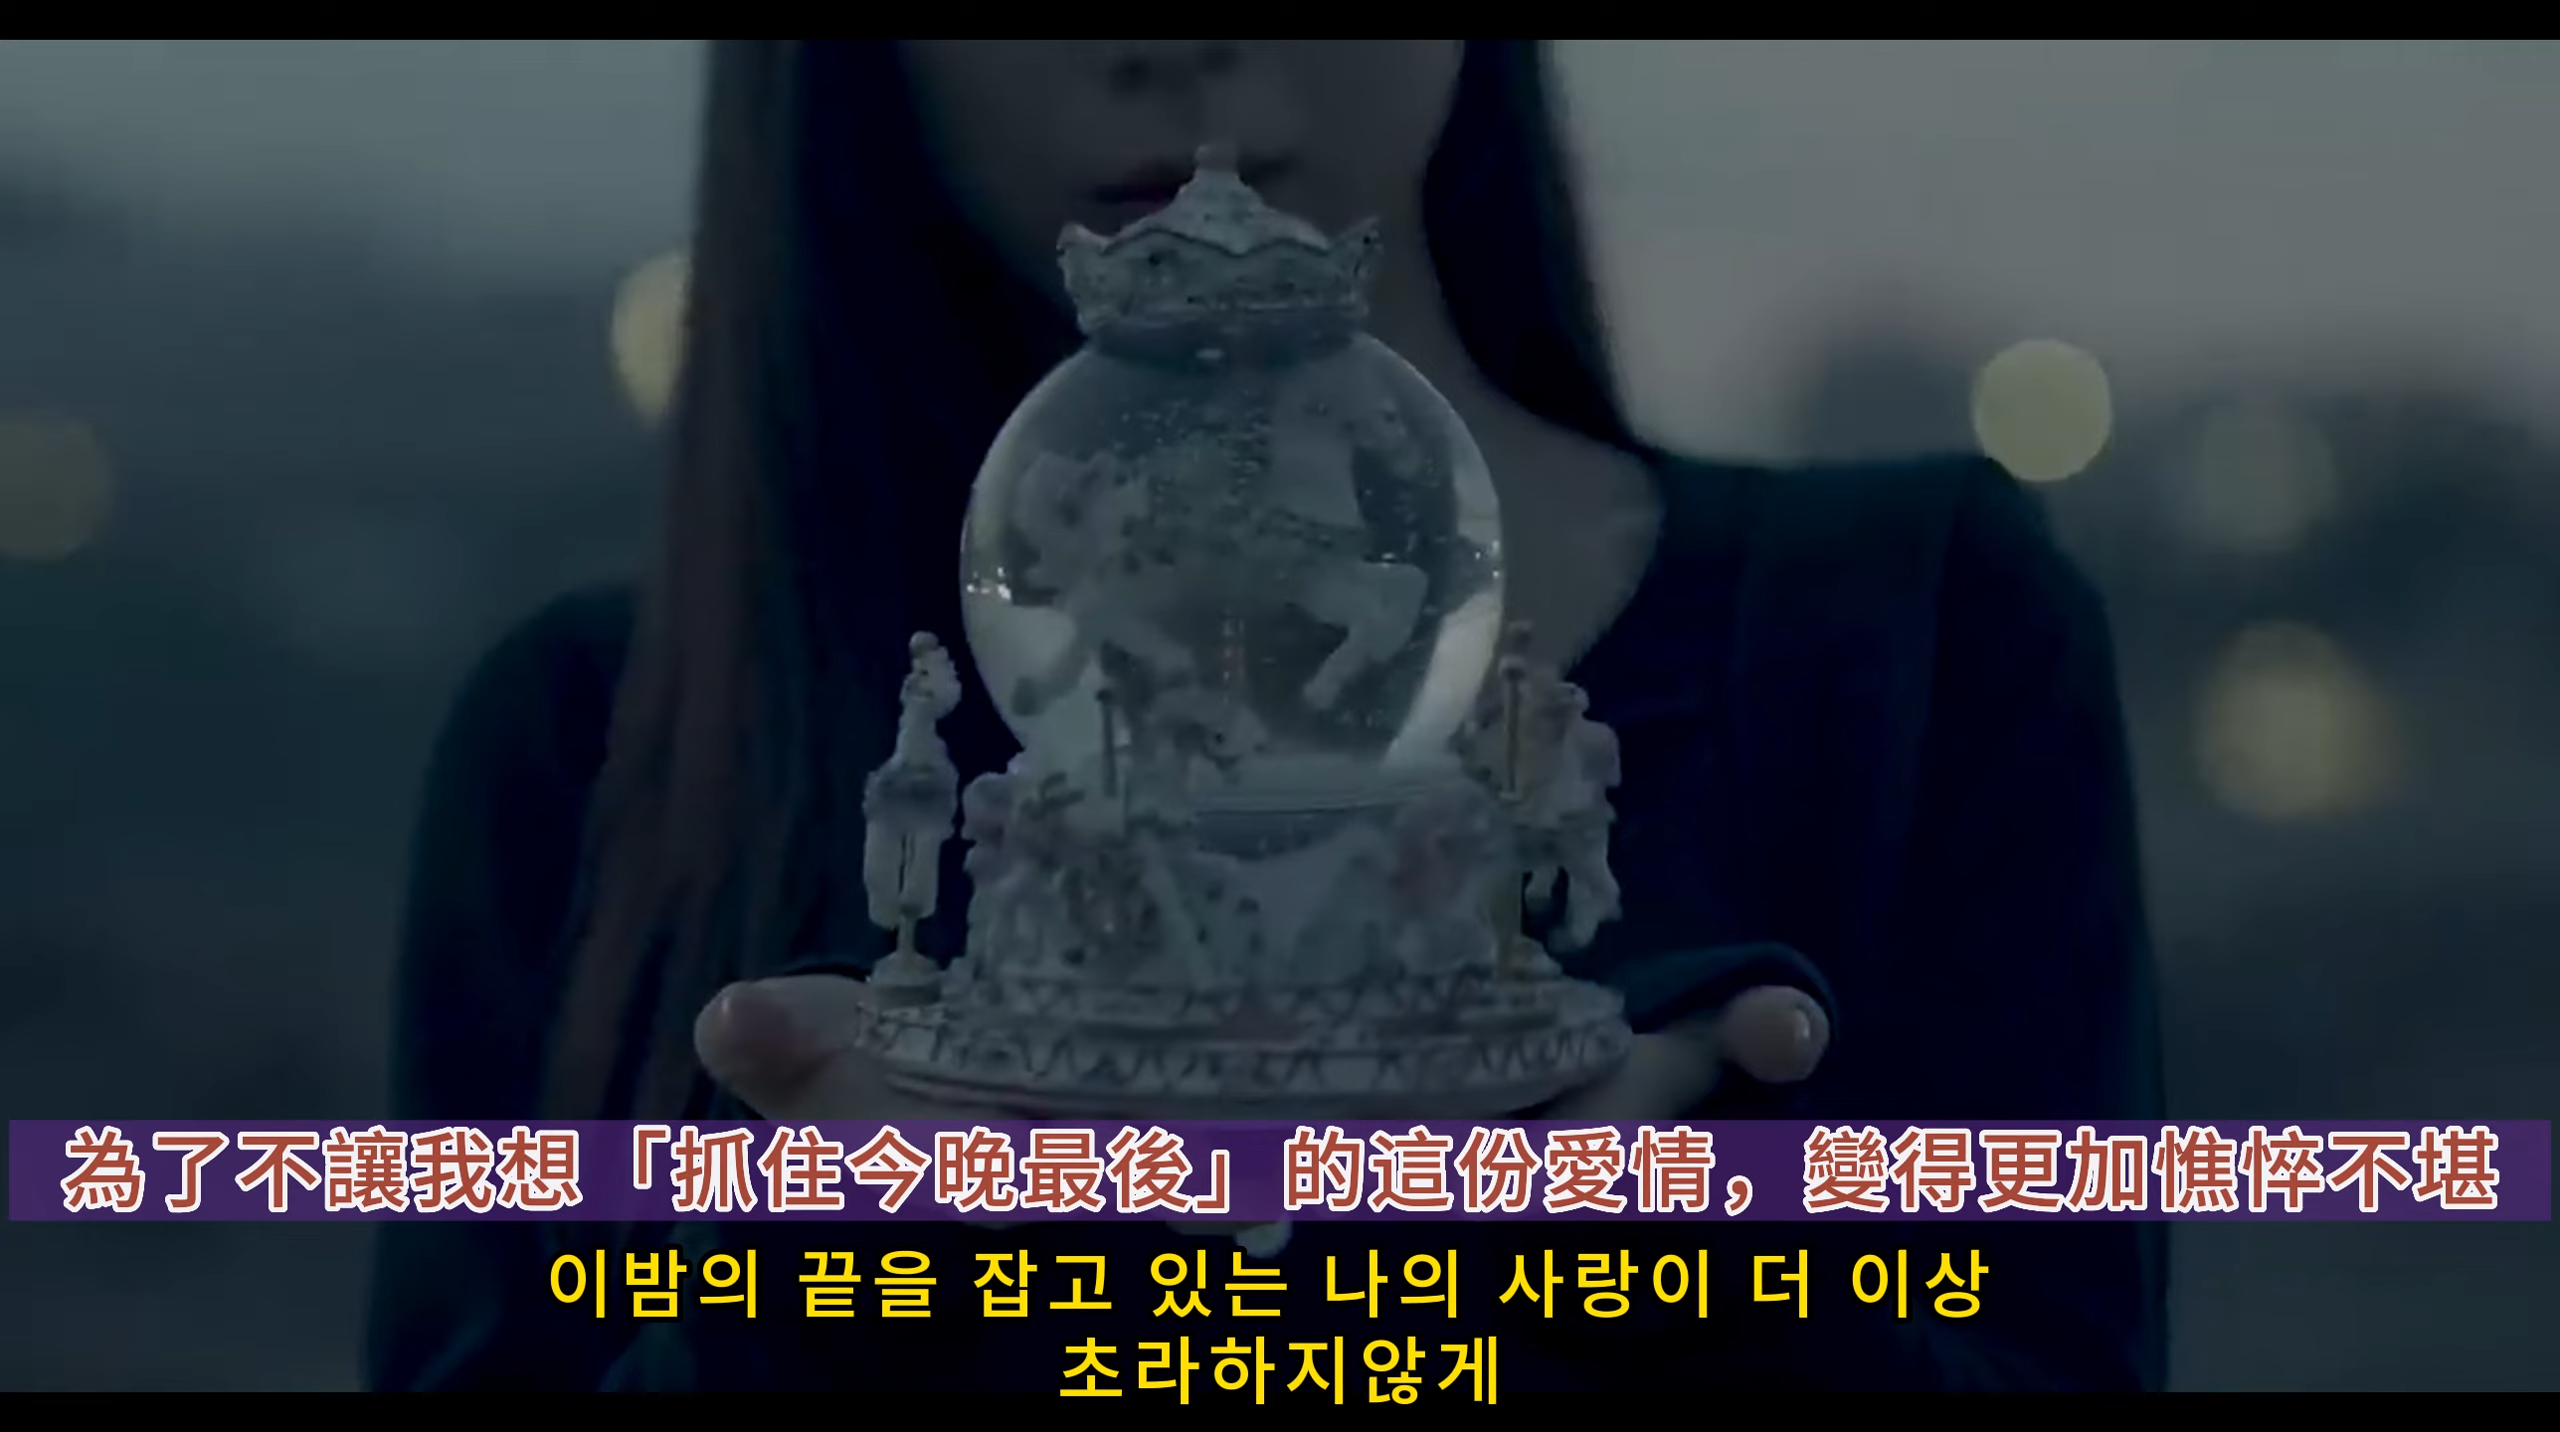 為了不讓我想「抓住今晚最後」的這份愛情，變得更加憔悴不堪
이밤의 끝을 잡고 있는 나의 사랑이 더 이상
초라하지않게